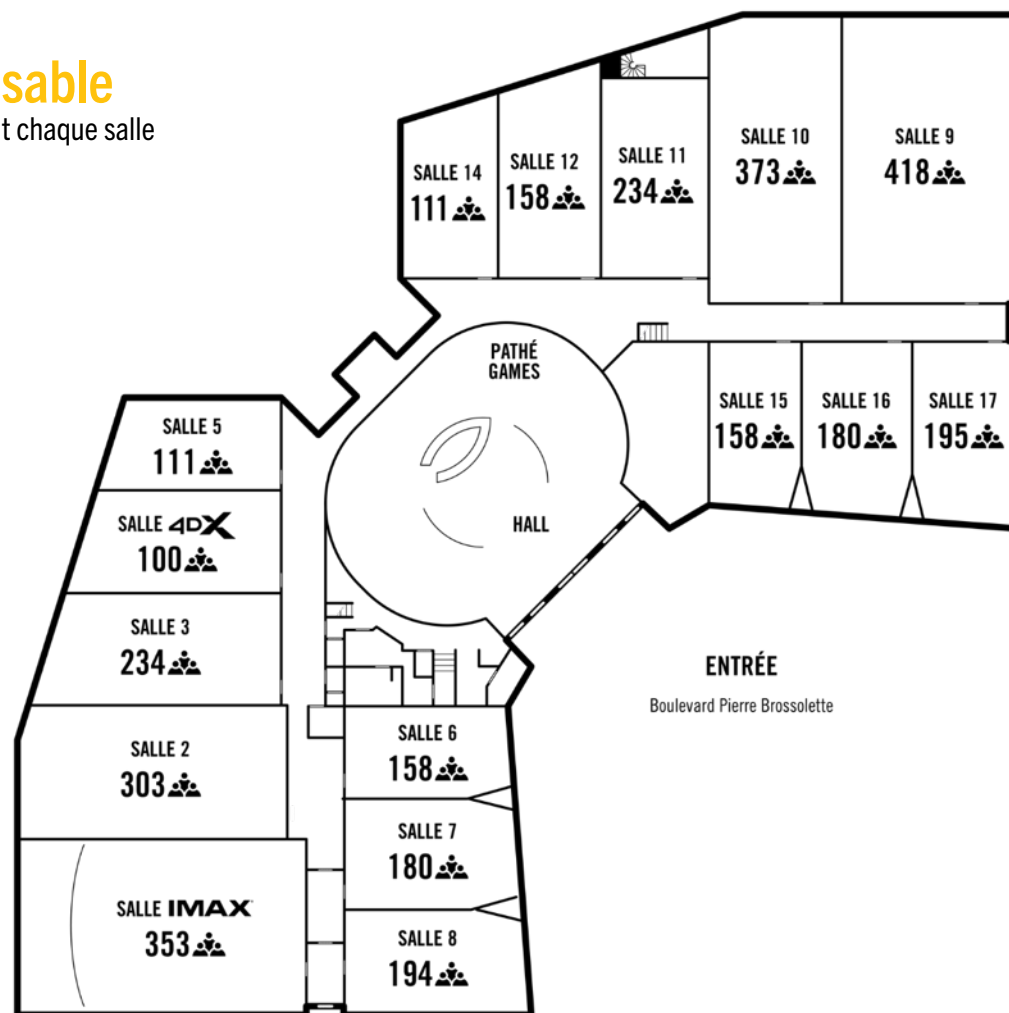 sable
t chaque salle
SALLE 14
111
SALLE 12
158
SALLE 11
234
SALLE 10
373
SALLE 9
418
PATHÉ
GAMES
HALL
SALLE 15
158
SALLE 16
180
SALLE 17
195
SALLE 5
111
SALLE 4DX
100
SALLE 3
234
SALLE 2
303
SALLE IMAX
353
SALLE 6
158
SALLE 7
180
SALLE 8
194
ENTRÉE
Boulevard Pierre Brossolette